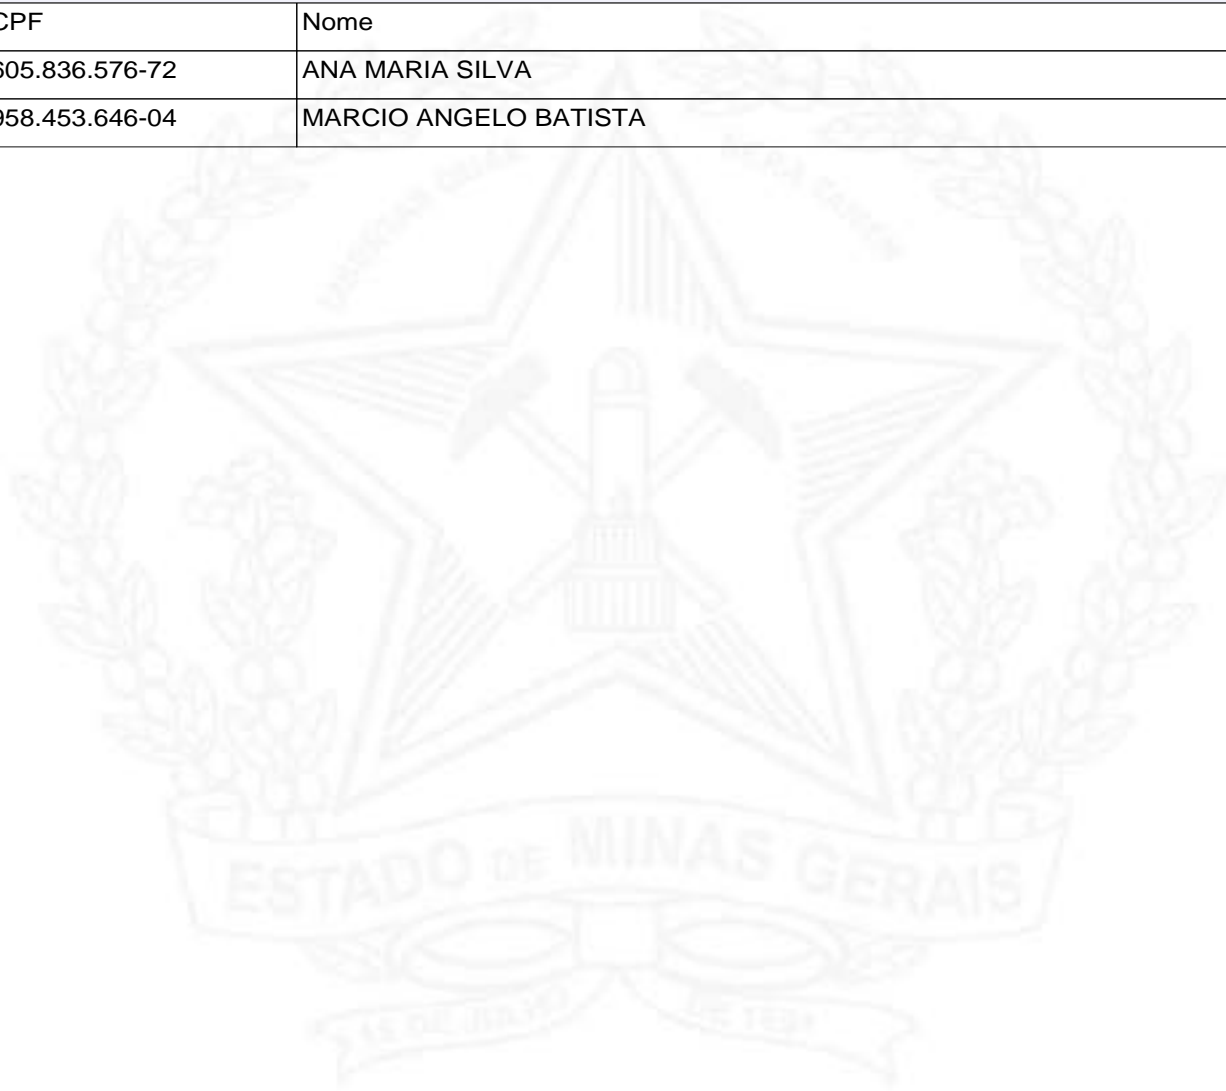 CPF Nome
605.836.576-72 ANA MARIA SILVA
958.453.646-04 MARCIO ANGELO BATISTA
ESTADO DE MINAS GERAIS